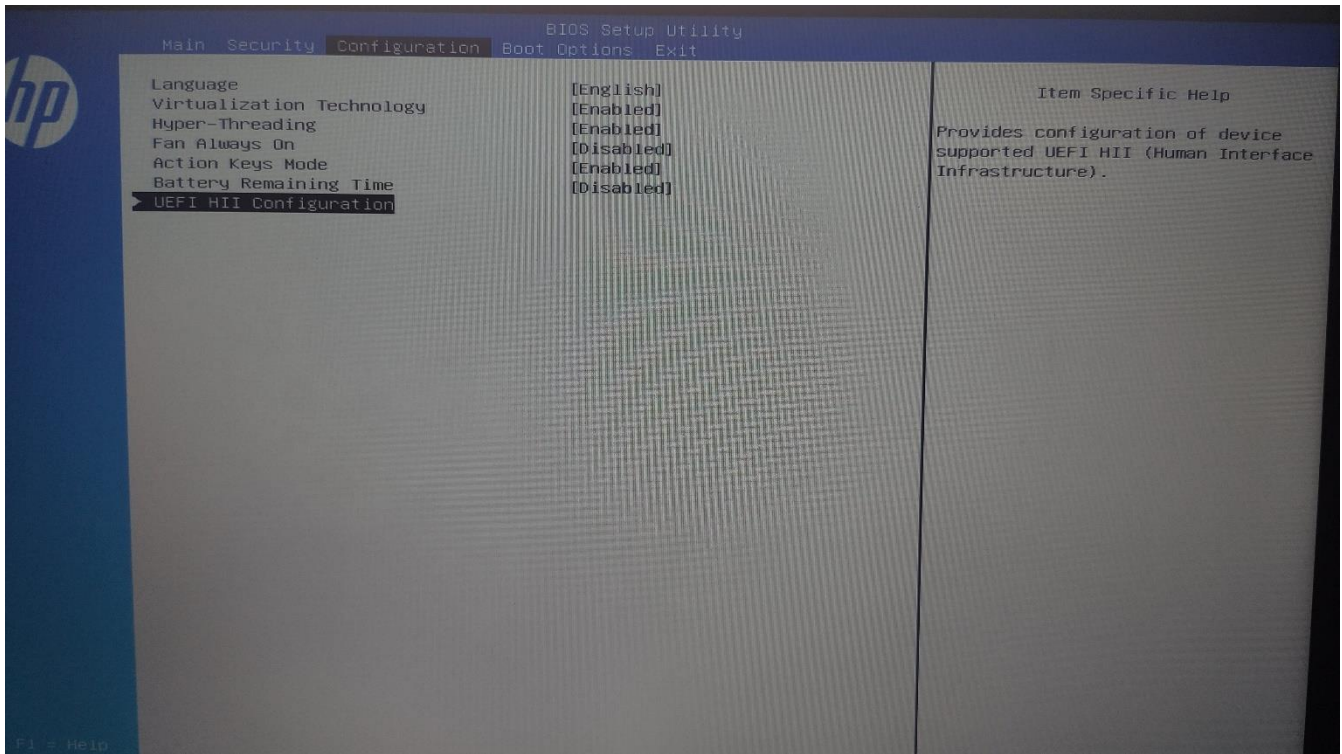 BIOS Setup Utility
Main Security Configuration Boot Options Exit
hp
Language [English]
Virtualization Technology [Enabled]
Hyper-Threading [Enabled]
Fan Always On [Disabled]
Action Keys Mode [Enabled]
Battery Remaining Time [Disabled]
UEFI HII Configuration
Item Specific Help
Provides configuration of device
supported UEFI HII (Human Interface
Infrastructure).
F1 = Help